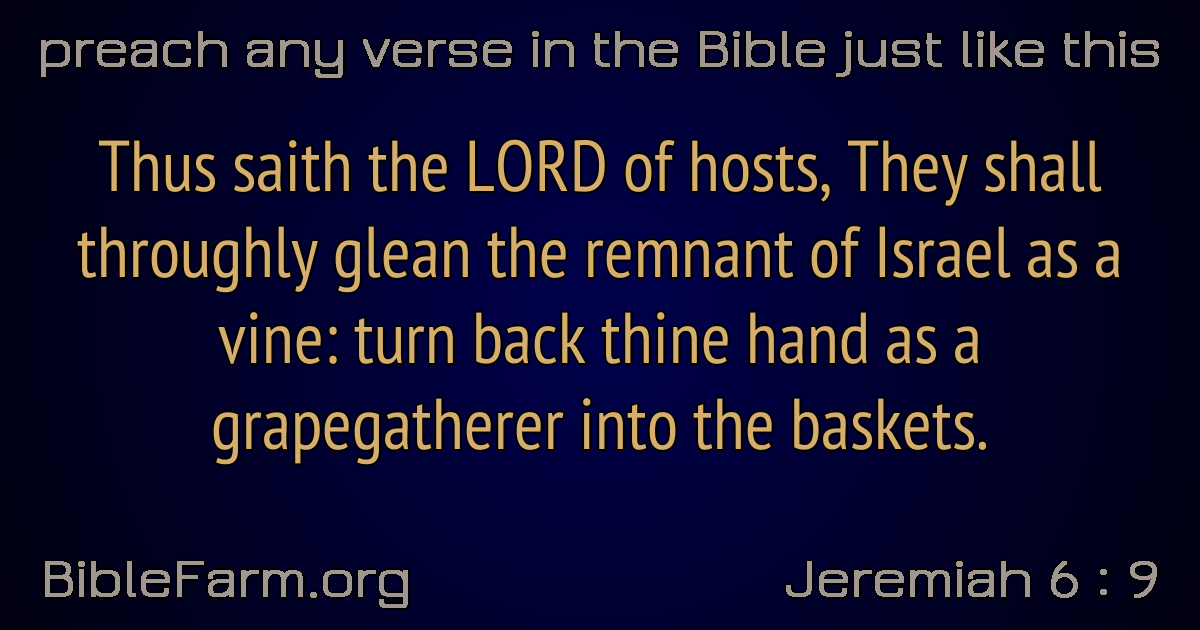 preach any verse in the Bible just like this
Thus saith the LORD of hosts, They shall
throughly glean the remnant of Israel as a
vine: turn back thine hand as a
grapegatherer into the baskets.
BibleFarm.org
Jeremiah 6 : 9